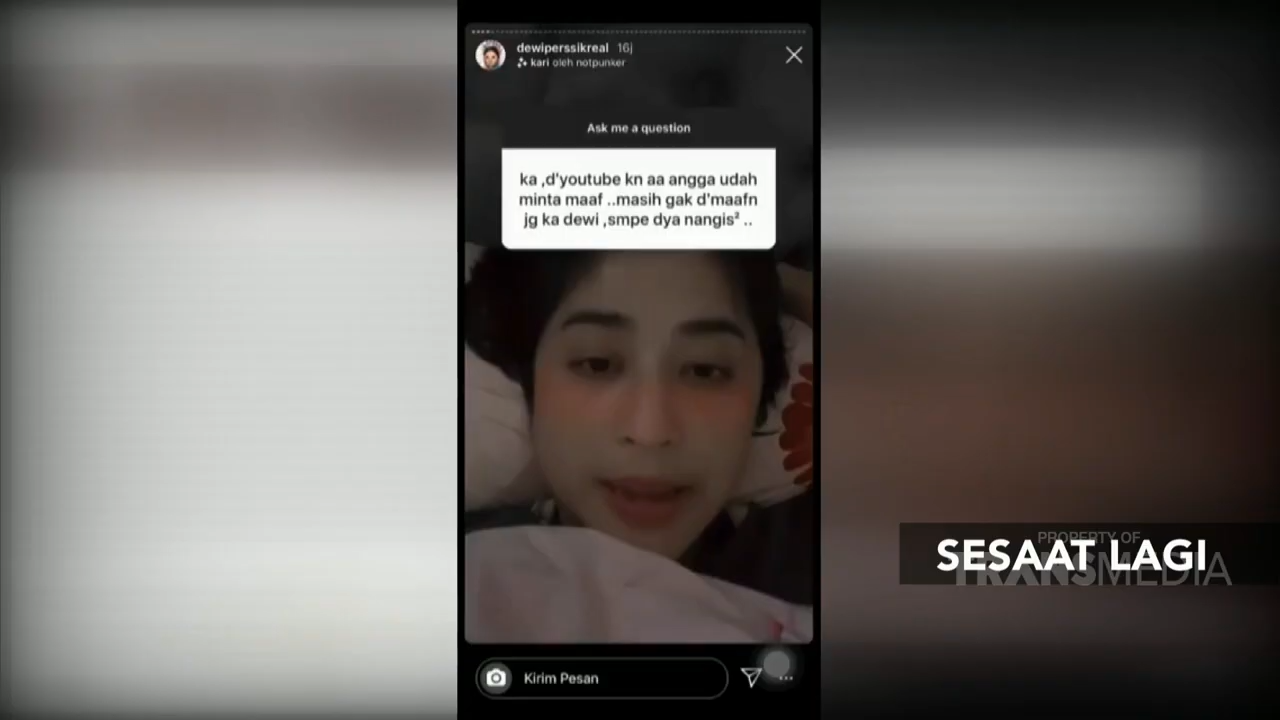 dewiperssikreal 16j
kari oleh notpunker
Ask me a question
ka ,d'youtube kn aa angga udah
minta maaf ..masih gak d'maafn
jg ka dewi ,smpe dya nangis² ..
PROPERTY OF
TRANSMEDIA
SESAAT LAGI
Kirim Pesan